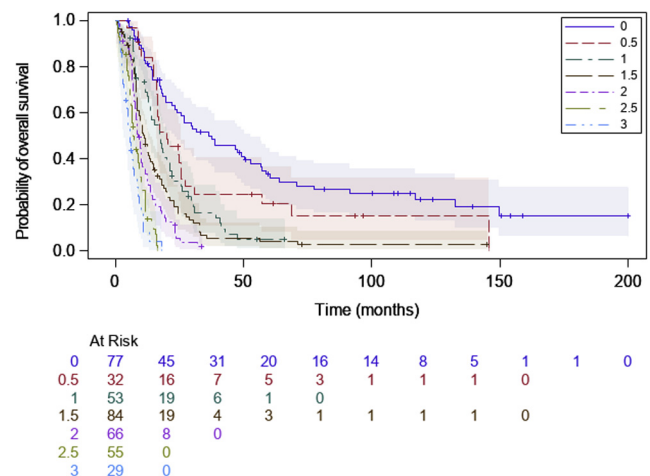 1.0
0.8
0.6
0.4
0.2
0.0
Probability of overall survival
0
0.5
1
1.5
2
2.5
3
0 50 100 150 200
Time (months)
At Risk
0 77 45 31 20 16 14 8 5 1 1 0
0.5 32 16 7 5 3 1 1 1 0
1 53 19 6 1 0
1.5 84 19 4 3 1 1 1 1 0
2 66 8 0
2.5 55 0
3 29 0